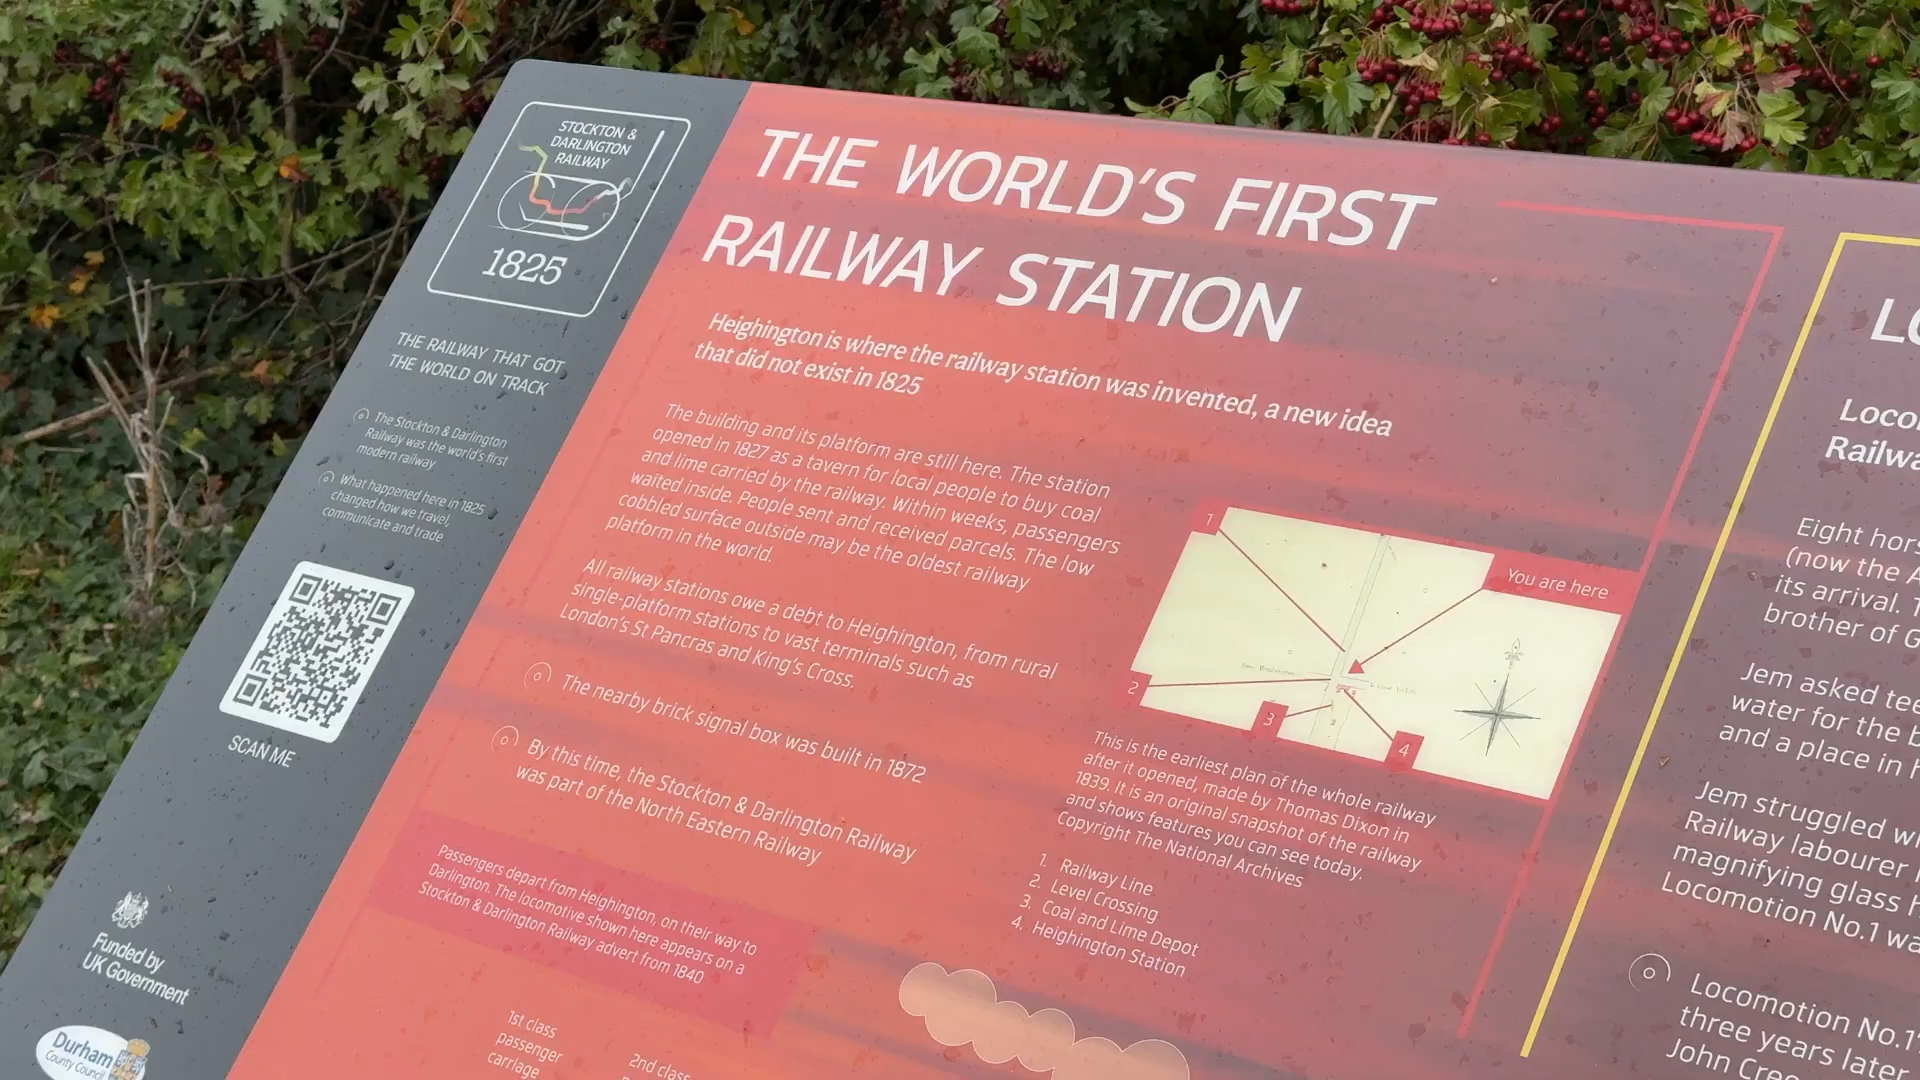 STOCKTON &
DARLINGTON
RAILWAY
1825
THE RAILWAY THAT GOT
THE WORLD ON TRACK
The Stockton & Darlington
Railway was the world's first
modern railway
What happened here in 1825
changed how we travel,
communicate and trade
SCAN ME
Funded by
UK Government
Durham
County Council
THE WORLD'S FIRST
RAILWAY STATION
Heighington is where the railway station was invented, a new idea
that did not exist in 1825
The building and its platform are still here. The station
opened in 1827 as a tavern for local people to buy coal
and lime carried by the railway. Within weeks, passengers
waited inside. People sent and received parcels. The low
cobbled surface outside may be the oldest railway
platform in the world.
All railway stations owe a debt to Heighington, from rural
single-platform stations to vast terminals such as
London's St Pancras and King's Cross.
The nearby brick signal box was built in 1872
By this time, the Stockton & Darlington Railway
was part of the North Eastern Railway
Passengers depart from Heighington, on their way to
Darlington. The locomotive shown here appears on a
Stockton & Darlington Railway advert from 1840
1st class
passenger
carriage
2nd class
1
You are here
2
3
4
This is the earliest plan of the whole railway
after it opened, made by Thomas Dixon in
1839. It is an original snapshot of the railway
and shows features you can see today.
Copyright The National Archives
1. Railway Line
2. Level Crossing
3. Coal and Lime Depot
4. Heighington Station
Eight
(now the
its arrival.
brother of
Jem asked
water for the
and a place in
Jem struggled
Railway labourer
magnifying glass
Locomotion No.1
Locomotion No.1
three years later
John